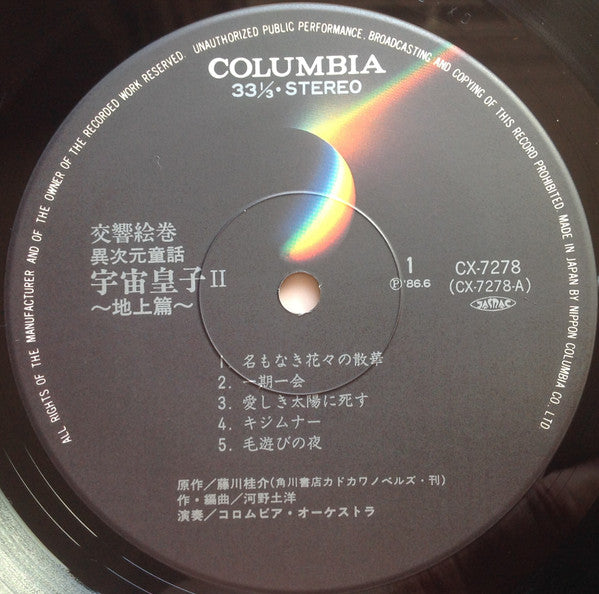 ALL RIGHTS OF THE MANUFACTURER AND OF THE OWNER OF THE RECORDED WORK RESERVED. UNAUTHORIZED PUBLIC PERFORMANCE. BROADCASTING AND COPYING OF THIS RECORD PROHIBITED. MADE IN JAPAN BY NIPPON COLUMBIA CO., LTD
COLUMBIA
33⅓・STEREO
交響絵巻
異次元童話
宇宙皇子II
〜地上篇〜
1
Ⓟ'86.6
CX-7278
(CX-7278-A)
JASRAC
1. 名もなき花々の散華
2. 一期一会
3. 愛しき太陽に死す
4. キジムナー
5. 毛遊びの夜
原作/藤川桂介(角川書店カドカワノベルズ・刊)
作・編曲/河野土洋
演奏/コロムビア・オーケストラ